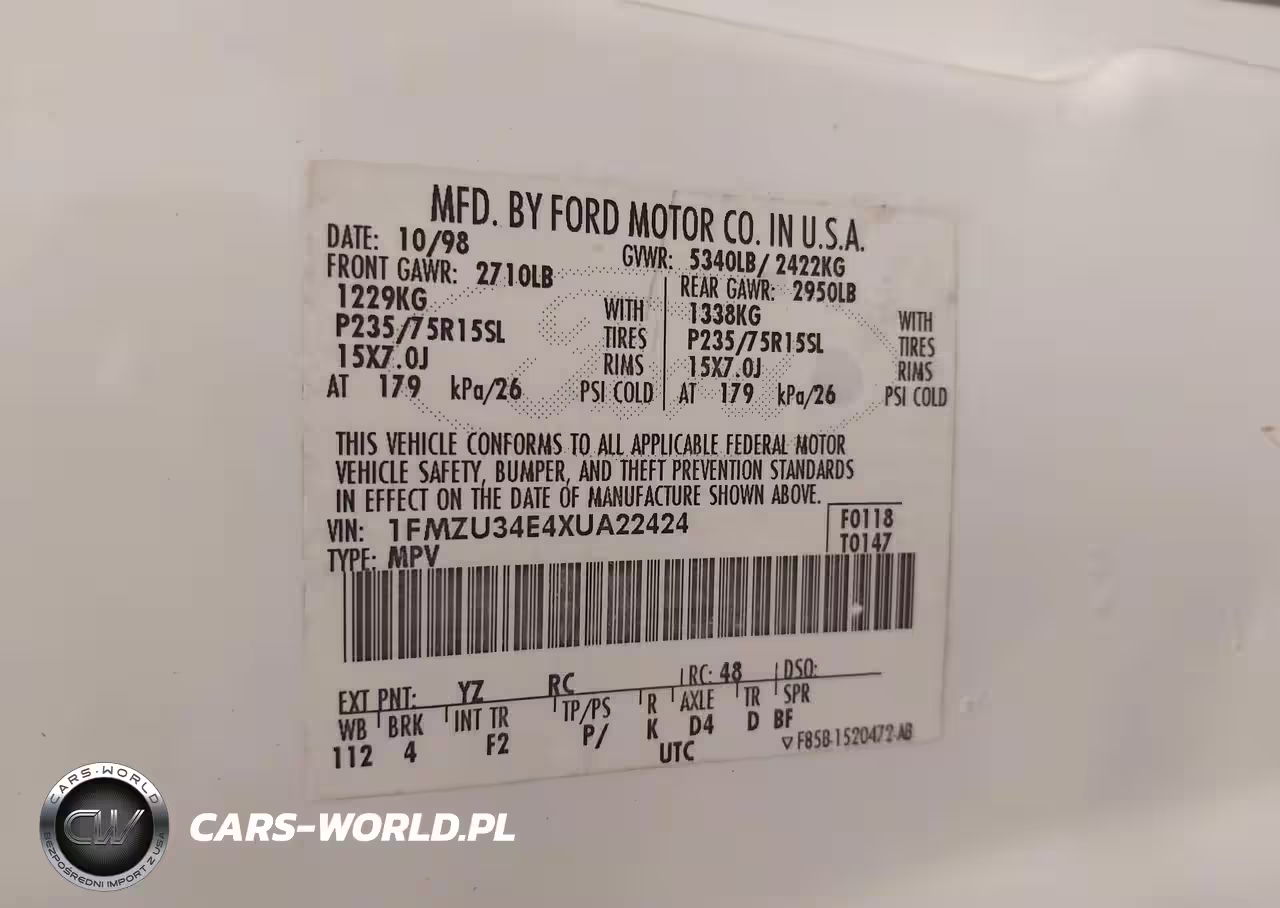 MFD. BY FORD MOTOR CO. IN U.S.A.
DATE: 10/98 GVWR: 5340LB/ 2422KG
FRONT GAWR: 2710LB REAR GAWR: 2950LB
1229KG WITH 1338KG WITH
P235/75R15SL TIRES P235/75R15SL TIRES
15X7.0J RIMS 15X7.0J RIMS
AT 179 kPa/26 PSI COLD AT 179 kPa/26 PSI COLD
THIS VEHICLE CONFORMS TO ALL APPLICABLE FEDERAL MOTOR
VEHICLE SAFETY, BUMPER, AND THEFT PREVENTION STANDARDS
IN EFFECT ON THE DATE OF MANUFACTURE SHOWN ABOVE.
VIN: 1FMZU34E4XUA22424 F0118
TYPE: MPV T0147
EXT PNT: YZ RC RC: 48 DSO:
WB BRK INT TR TP/PS R AXLE TR SPR
112 4 F2 P/ K D4 D BF
UTC ▽ F85B-1520472-AB
CARS-WORLD
CW
BEZPOŚREDNI IMPORT Z USA
CARS-WORLD.PL